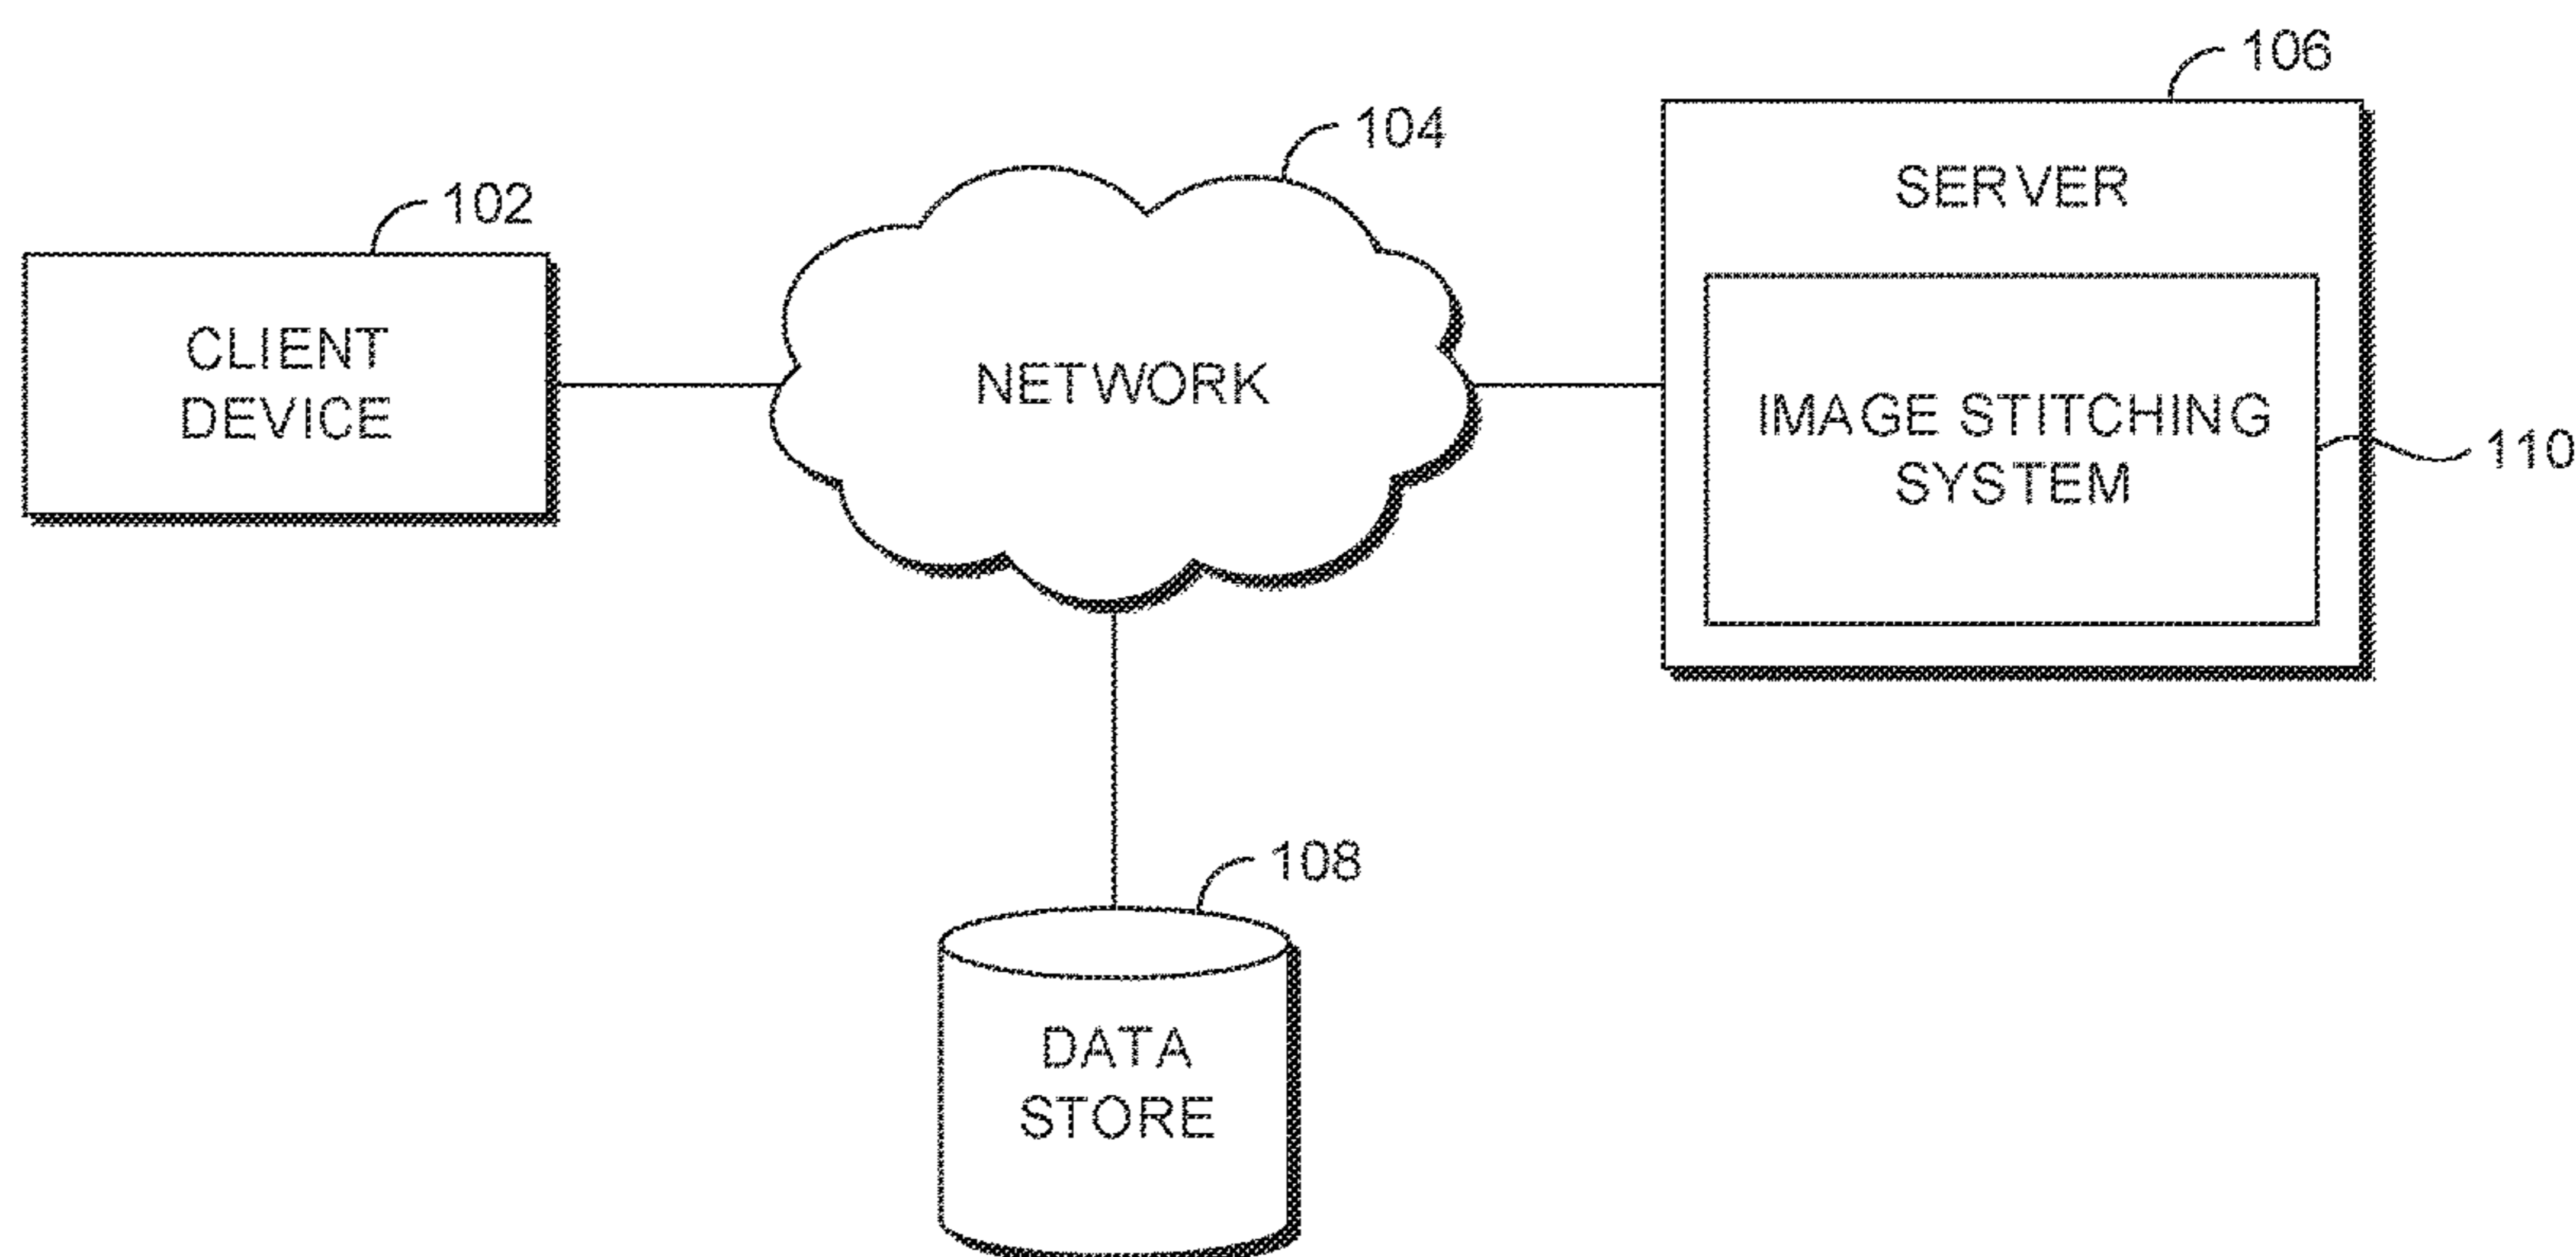 106
104
SERVER
102
CLIENT
DEVICE
NETWORK
IMAGE STITCHING
SYSTEM
110
108
DATA
STORE